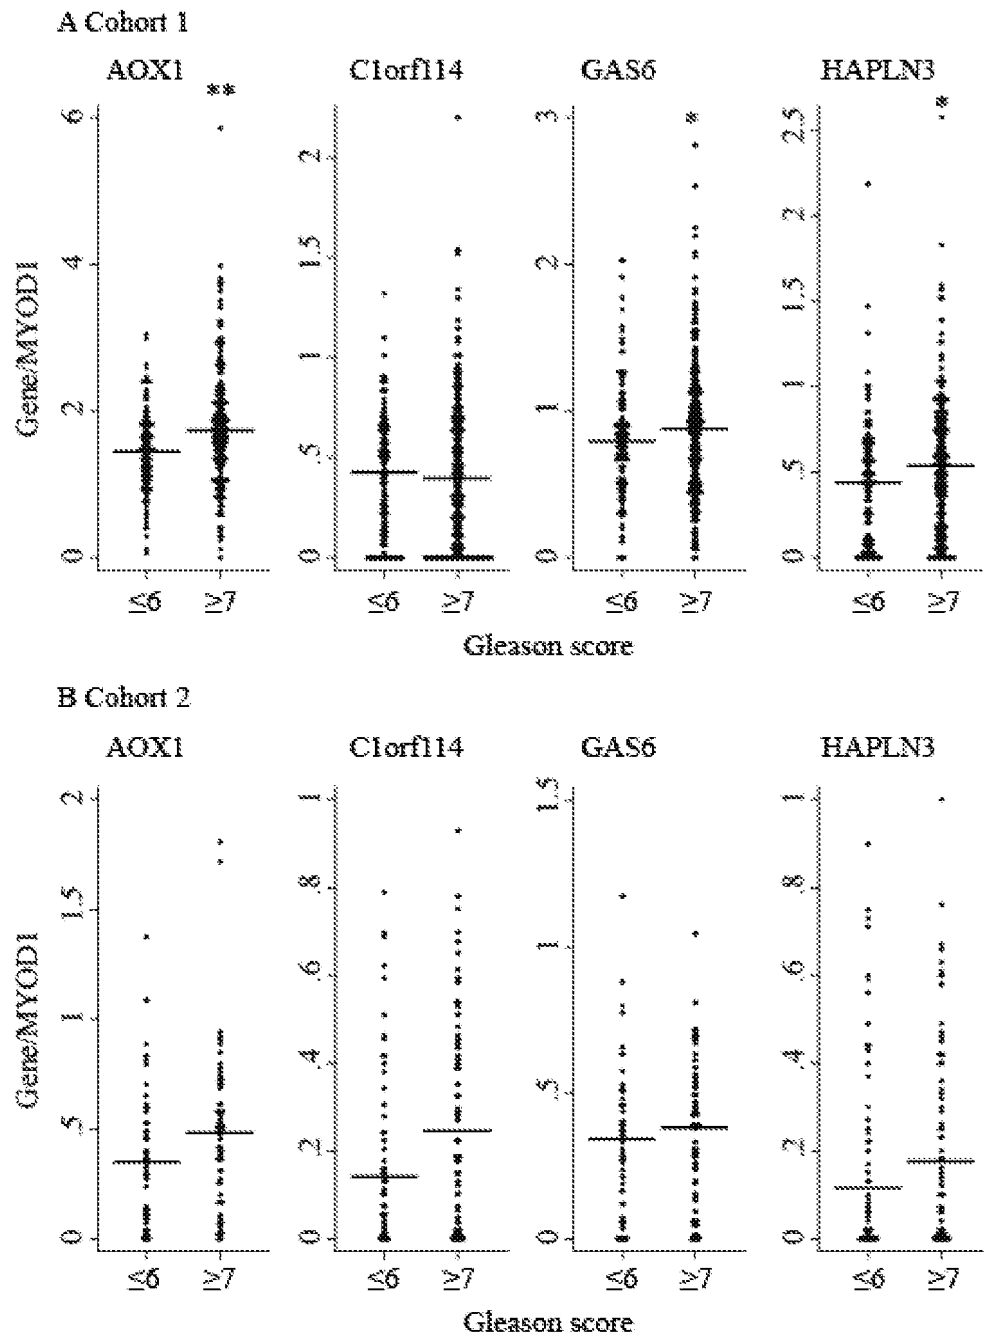 A Cohort 1
AOX1 C1orf114 GAS6 HAPLN3
** * *
Gene/MYOD1
6 4 2 0
2 1.5 1 .5 0
3 2 1 0
2.5 2 1.5 1 .5 0
≤6 ≥7 ≤6 ≥7 ≤6 ≥7 ≤6 ≥7
Gleason score
B Cohort 2
AOX1 C1orf114 GAS6 HAPLN3
Gene/MYOD1
2 1.5 1 .5 0
1 .8 .6 .4 .2 0
1.5 1 .5 0
1 .8 .6 .4 .2 0
≤6 ≥7 ≤6 ≥7 ≤6 ≥7 ≤6 ≥7
Gleason score